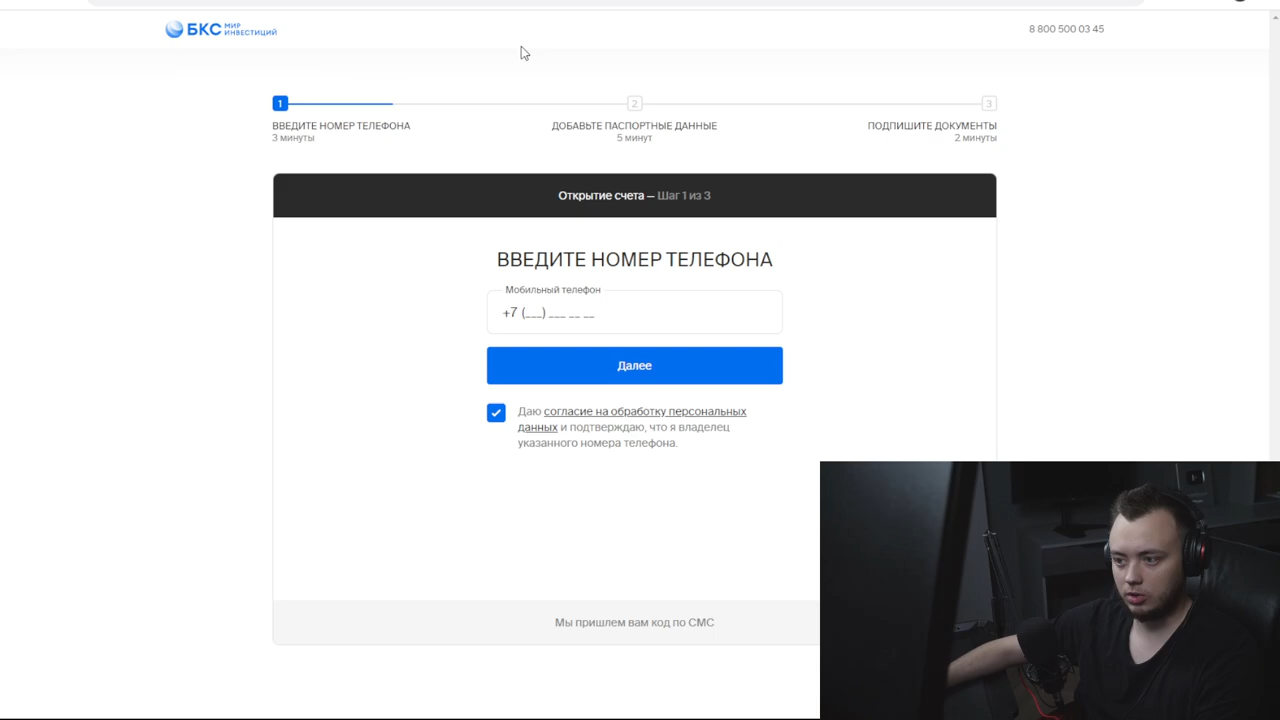 БКС МИР ИНВЕСТИЦИЙ
8 800 500 03 45
1
2
3
ВВЕДИТЕ НОМЕР ТЕЛЕФОНА
3 минуты
ДОБАВЬТЕ ПАСПОРТНЫЕ ДАННЫЕ
5 минут
ПОДПИШИТЕ ДОКУМЕНТЫ
2 минуты
Открытие счета — Шаг 1 из 3
ВВЕДИТЕ НОМЕР ТЕЛЕФОНА
Мобильный телефон
+7 (___) ___ __ __
Далее
Даю согласие на обработку персональных
данных и подтверждаю, что я владелец
указанного номера телефона.
Мы пришлем вам код по СМС